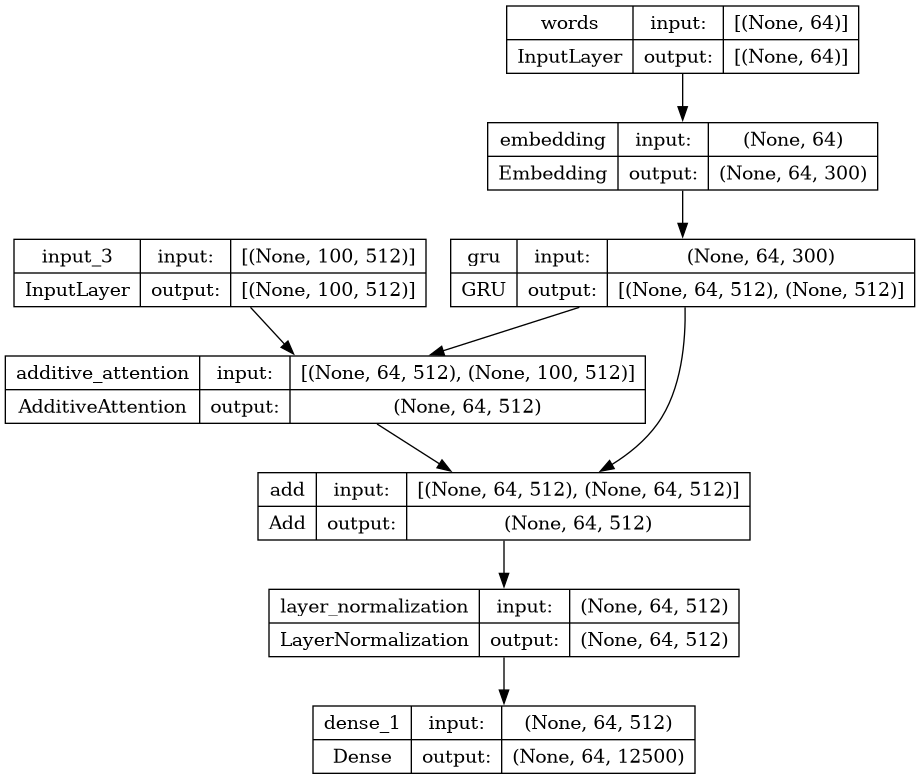 words input: [(None, 64)]
InputLayer output: [(None, 64)]
embedding input: (None, 64)
Embedding output: (None, 64, 300)
input_3 input: [(None, 100, 512)]
InputLayer output: [(None, 100, 512)]
gru input: (None, 64, 300)
GRU output: [(None, 64, 512), (None, 512)]
additive_attention input: [(None, 64, 512), (None, 100, 512)]
AdditiveAttention output: (None, 64, 512)
add input: [(None, 64, 512), (None, 64, 512)]
Add output: (None, 64, 512)
layer_normalization input: (None, 64, 512)
LayerNormalization output: (None, 64, 512)
dense_1 input: (None, 64, 512)
Dense output: (None, 64, 12500)